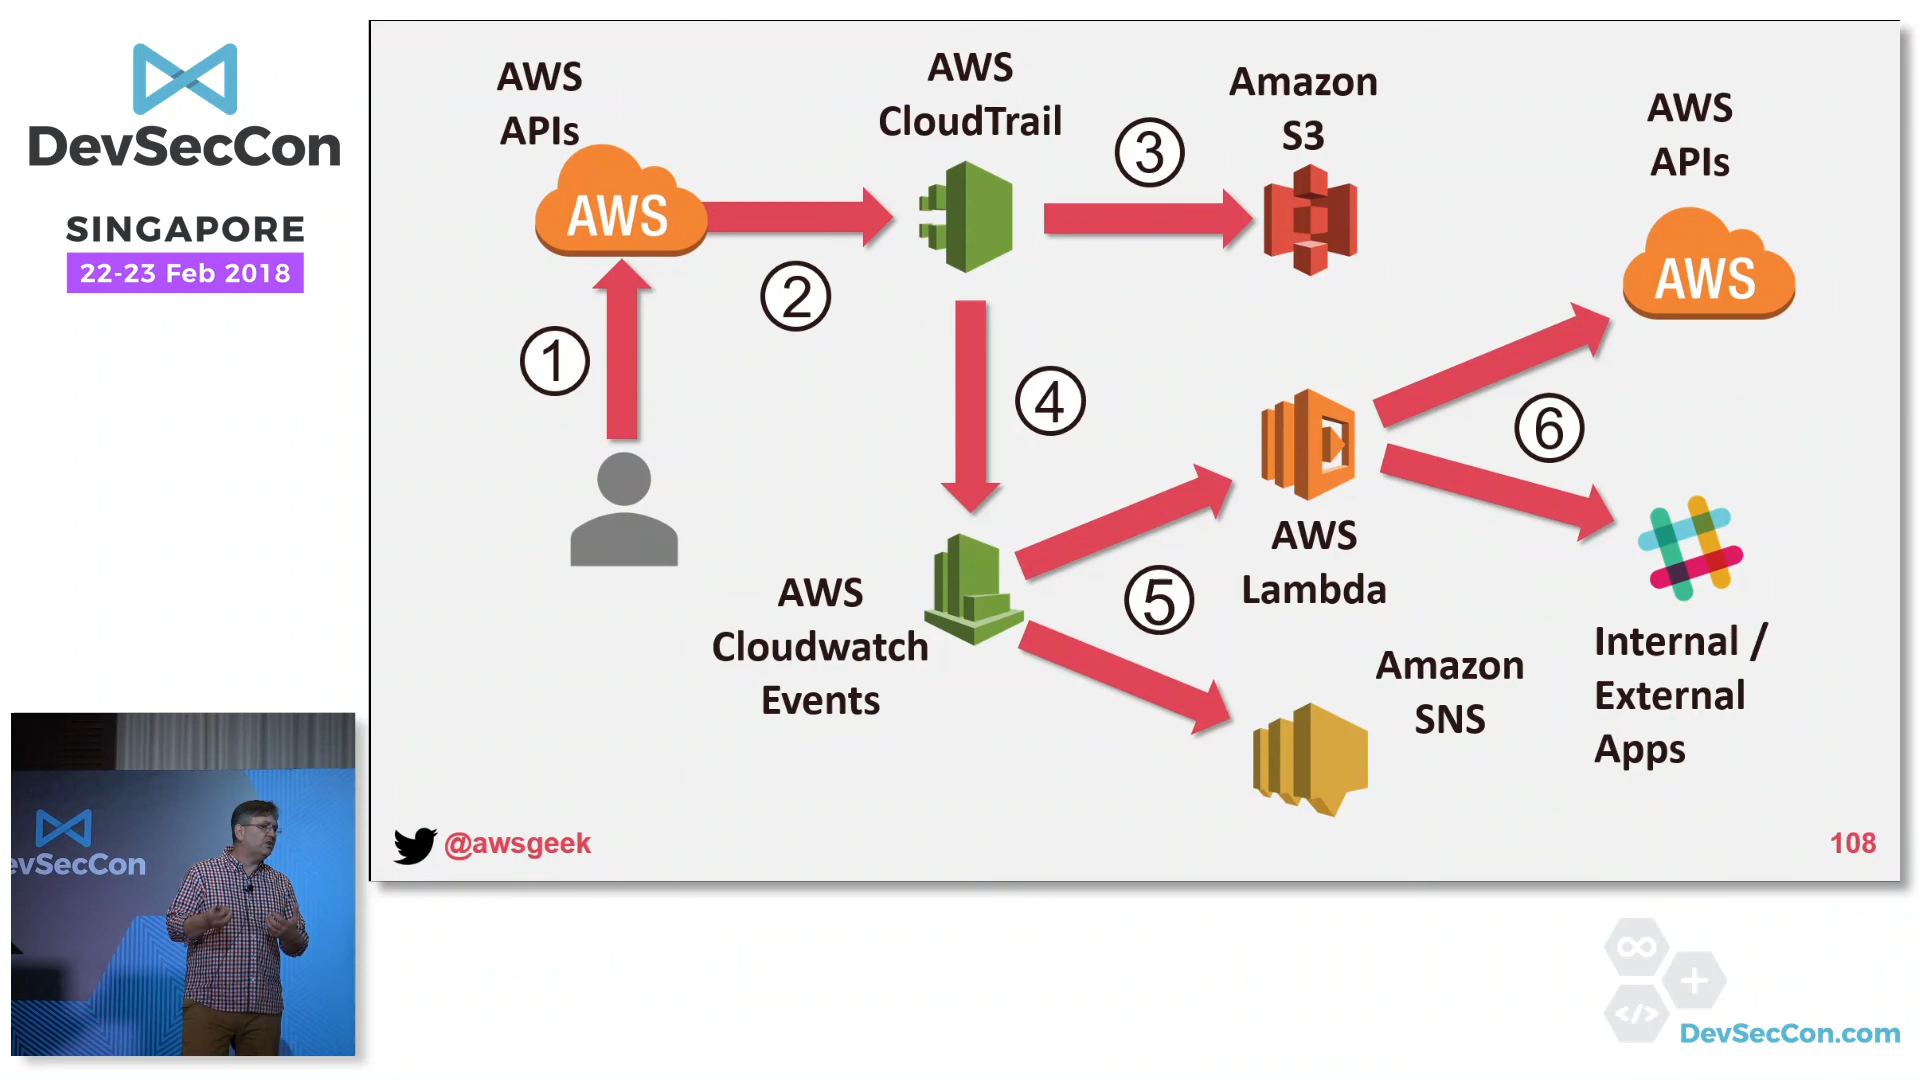 DevSecCon
SINGAPORE
22-23 Feb 2018
AWS
APIs
AWS
AWS
CloudTrail
Amazon
S3
AWS
APIs
AWS
1
2
3
4
5
6
AWS
Cloudwatch
Events
AWS
Lambda
Amazon
SNS
Internal /
External
Apps
@awsgeek
108
evSecCon
DevSecCon.com